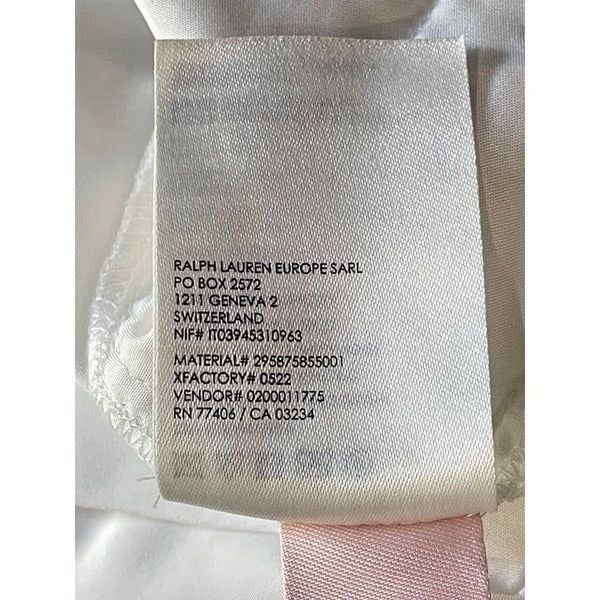 RALPH LAUREN EUROPE SARL
PO BOX 2572
1211 GENEVA 2
SWITZERLAND
NIF# IT03945310963
MATERIAL# 295875855001
XFACTORY# 0522
VENDOR# 0200011775
RN 77406 / CA 03234